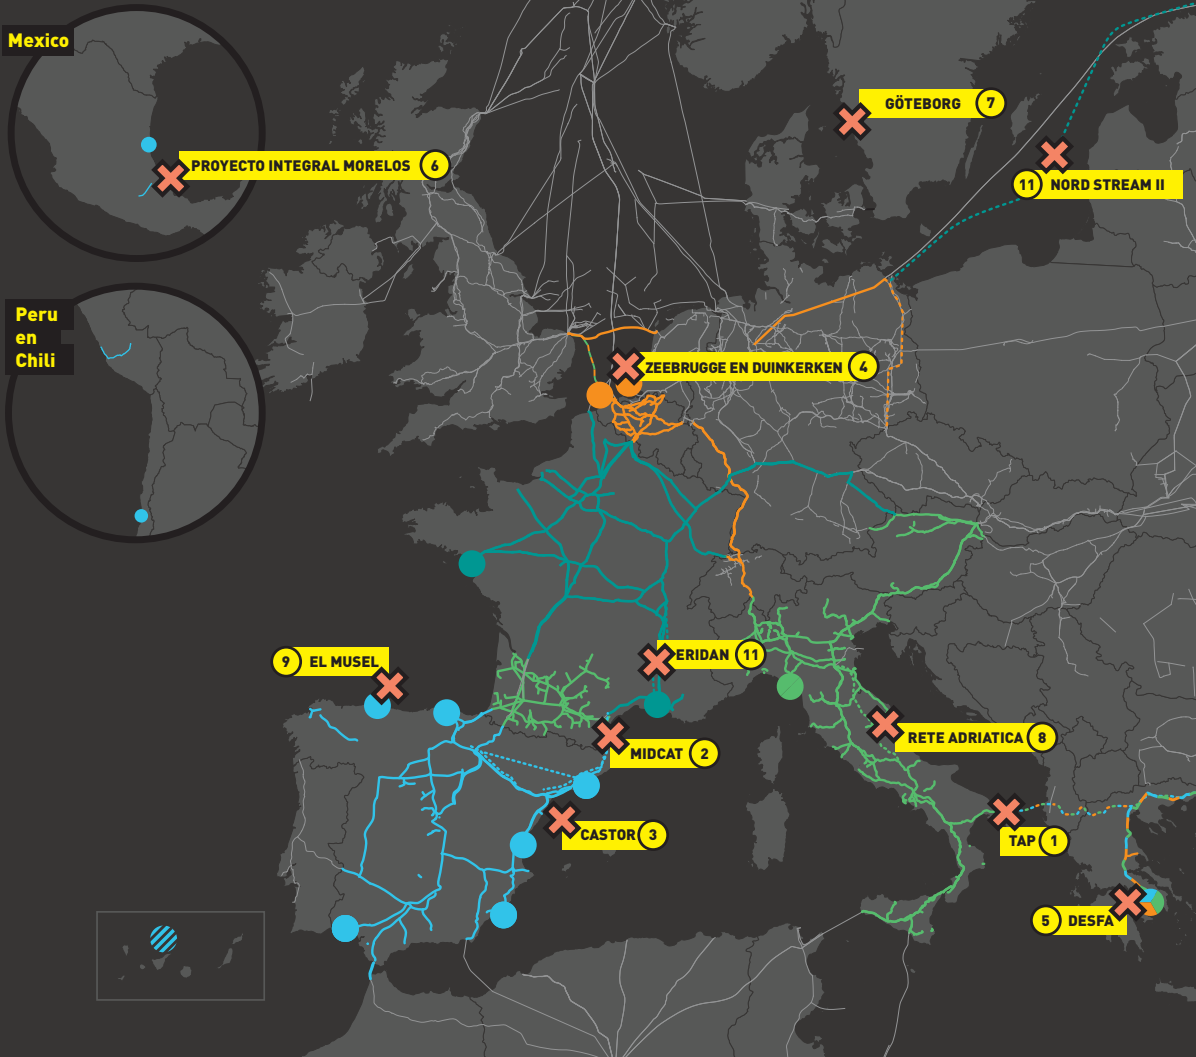 Mexico
PROYECTO INTEGRAL MORELOS 6
GÖTEBORG 7
11 NORD STREAM II
Peru
en
Chili
ZEEBRUGGE EN DUINKERKEN 4
ERIDAN 11
9 EL MUSEL
RETE ADRIATICA 8
MIDCAT 2
CASTOR 3
TAP 1
5 DESFA